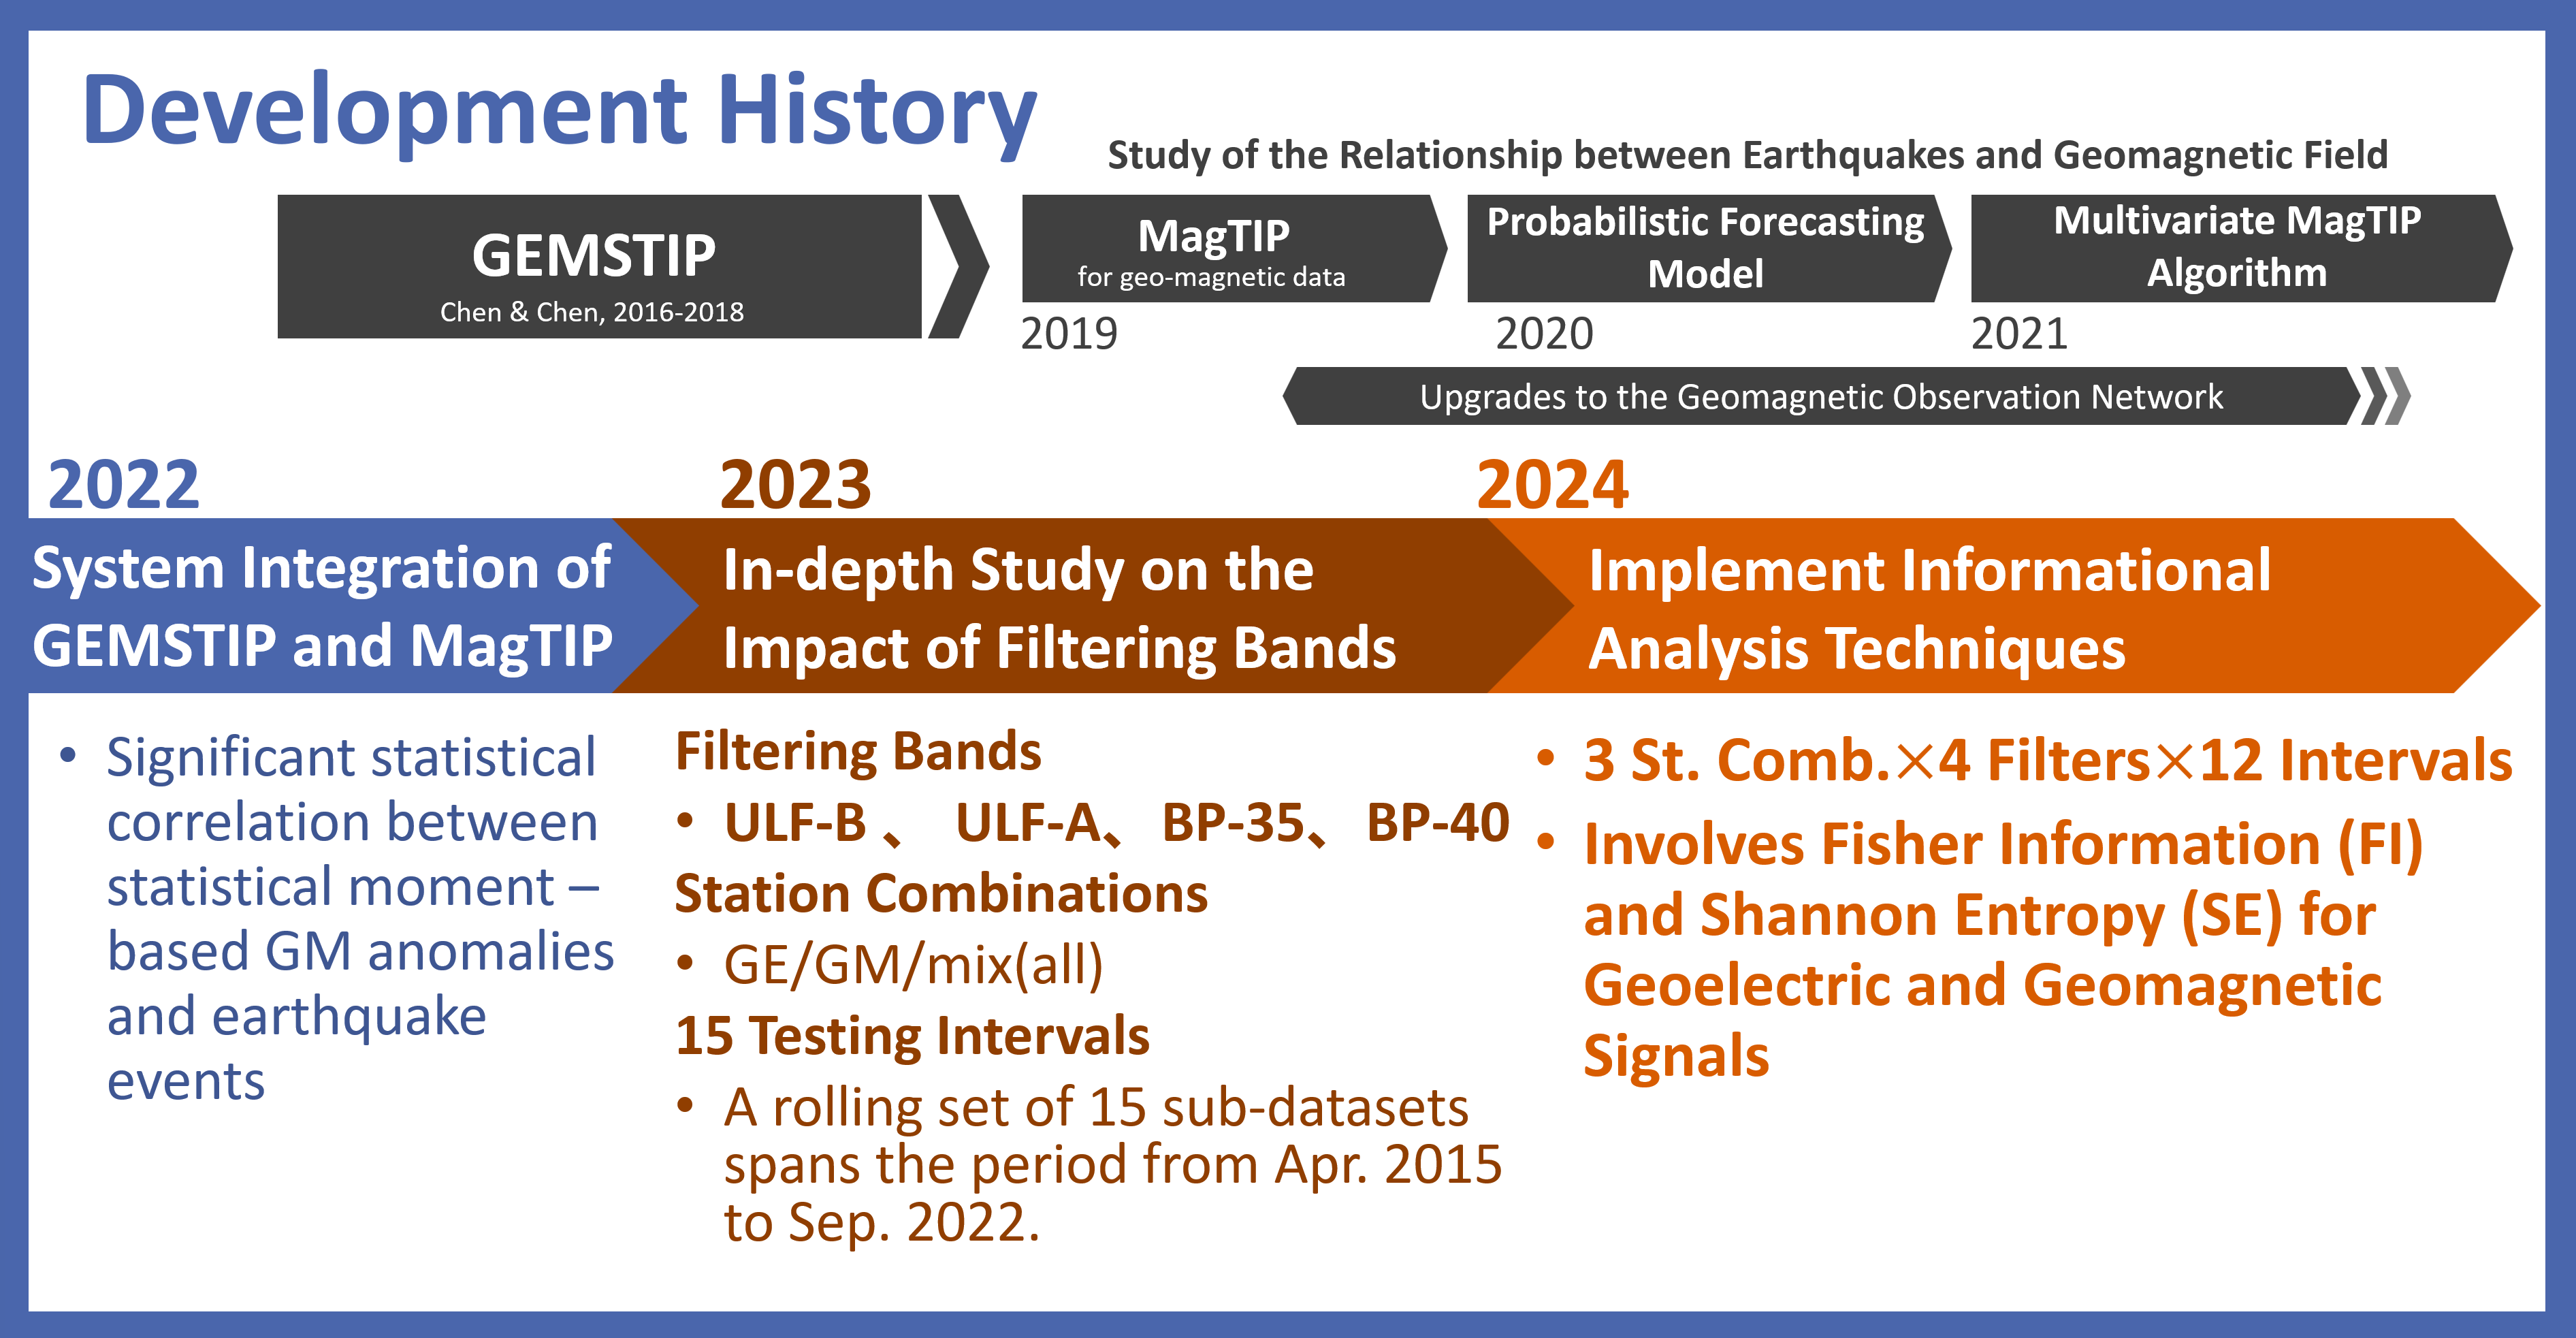 Development History
Study of the Relationship between Earthquakes and Geomagnetic Field
GEMSTIP
Chen & Chen, 2016-2018
MagTIP
for geo-magnetic data
2019
Probabilistic Forecasting
Model
2020
Multivariate MagTIP
Algorithm
2021
Upgrades to the Geomagnetic Observation Network
2022
System Integration of
GEMSTIP and MagTIP
• Significant statistical
correlation between
statistical moment –
based GM anomalies
and earthquake
events
2023
In-depth Study on the
Impact of Filtering Bands
Filtering Bands
• ULF-B 、 ULF-A、 BP-35、 BP-40
Station Combinations
• GE/GM/mix(all)
15 Testing Intervals
• A rolling set of 15 sub-datasets
spans the period from Apr. 2015
to Sep. 2022.
2024
Implement Informational
Analysis Techniques
• 3 St. Comb.×4 Filters×12 Intervals
• Involves Fisher Information (FI)
and Shannon Entropy (SE) for
Geoelectric and Geomagnetic
Signals